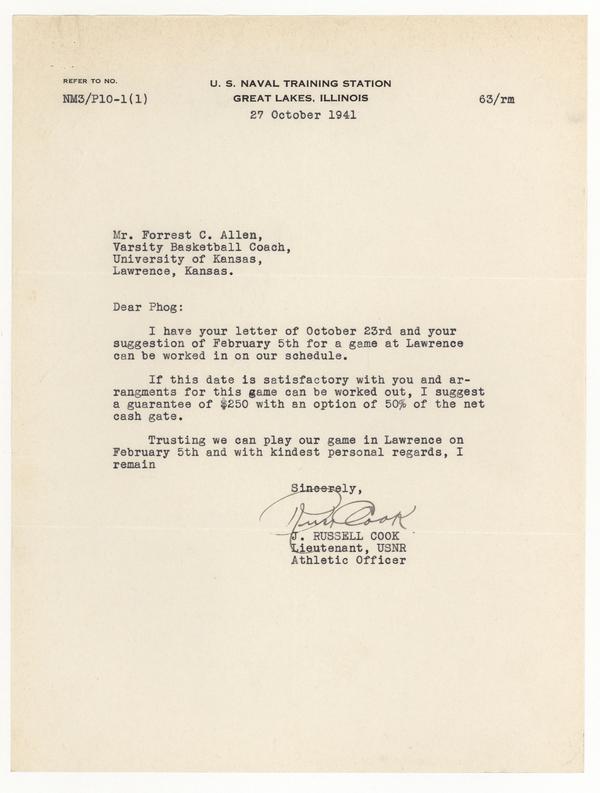 REFER TO NO.
U. S. NAVAL TRAINING STATION
NM3/P10-1(1)
GREAT LAKES, ILLINOIS
63/rm
27 October 1941
Mr. Forrest C. Allen,
Varsity Basketball Coach,
University of Kansas,
Lawrence, Kansas.
Dear Phog:
I have your letter of October 23rd and your
suggestion of February 5th for a game at Lawrence
can be worked in on our schedule.
If this date is satisfactory with you and ar-
rangments for this game can be worked out, I suggest
a guarantee of $250 with an option of 50% of the net
cash gate.
Trusting we can play our game in Lawrence on
February 5th and with kindest personal regards, I
remain
Sincerely,
Russ Cook
J. RUSSELL COOK
Lieutenant, USNR
Athletic Officer